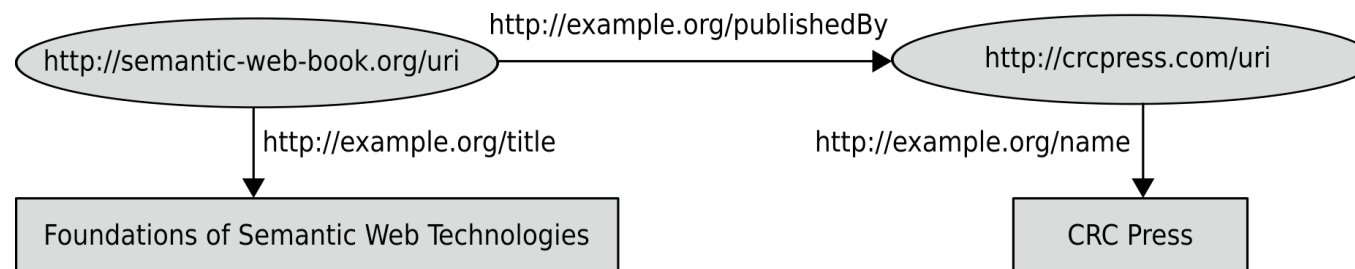 http://example.org/publishedBy
http://semantic-web-book.org/uri
http://crcpress.com/uri
http://example.org/title
http://example.org/name
Foundations of Semantic Web Technologies
CRC Press